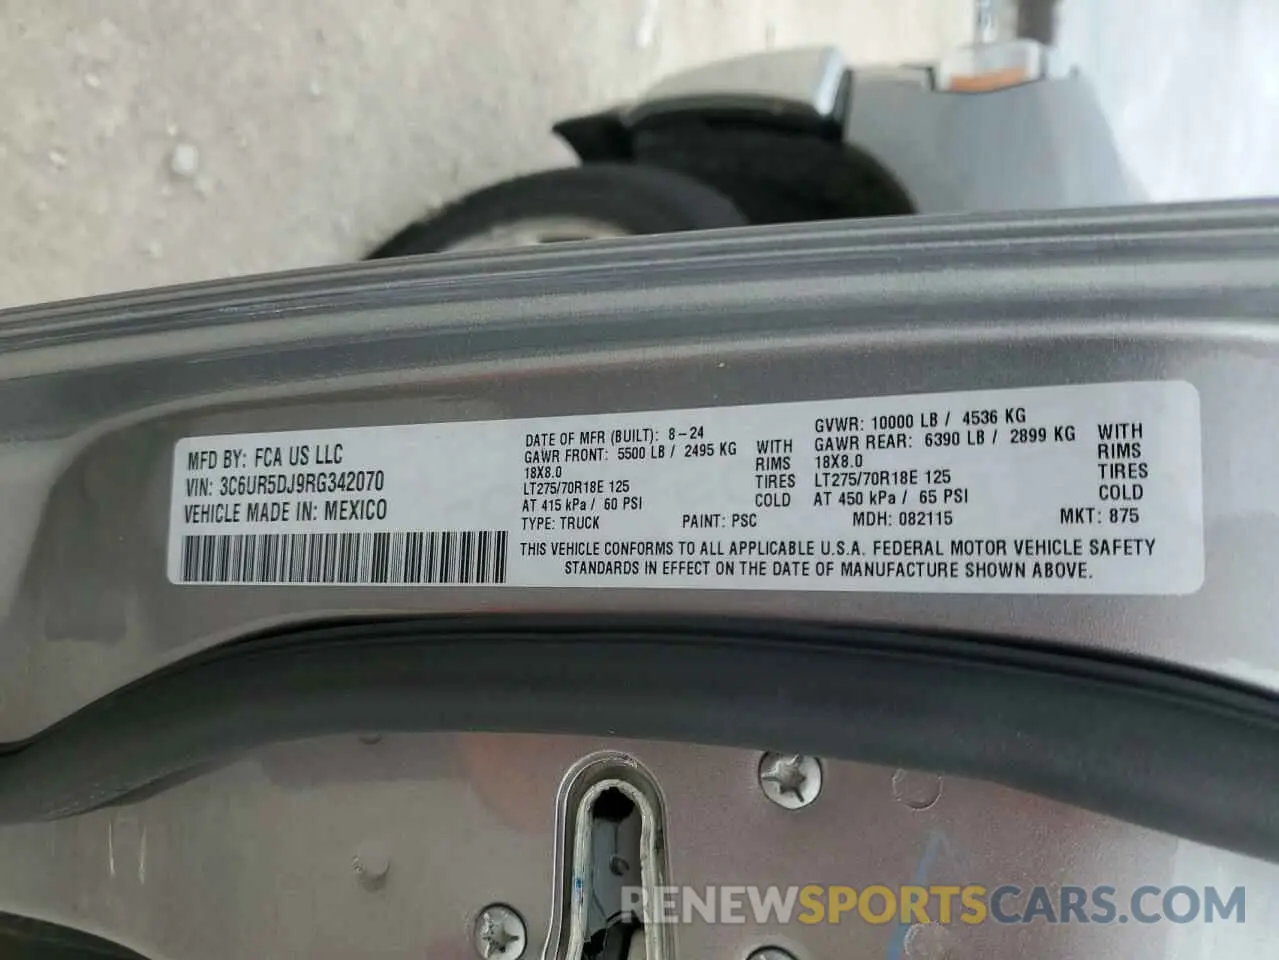 MFD BY: FCA US LLC
VIN: 3C6UR5DJ9RG342070
VEHICLE MADE IN: MEXICO
DATE OF MFR (BUILT): 8-24
GAWR FRONT: 5500 LB / 2495 KG
18X8.0
LT275/70R18E 125
AT 415 kPa / 60 PSI
WITH
RIMS
TIRES
COLD
GVWR: 10000 LB / 4536 KG
GAWR REAR: 6390 LB / 2899 KG
18X8.0
LT275/70R18E 125
AT 450 kPa / 65 PSI
WITH
RIMS
TIRES
COLD
TYPE: TRUCK PAINT: PSC MDH: 082115 MKT: 875
THIS VEHICLE CONFORMS TO ALL APPLICABLE U.S.A. FEDERAL MOTOR VEHICLE SAFETY
STANDARDS IN EFFECT ON THE DATE OF MANUFACTURE SHOWN ABOVE.
RENEWSPORTSCARS.COM